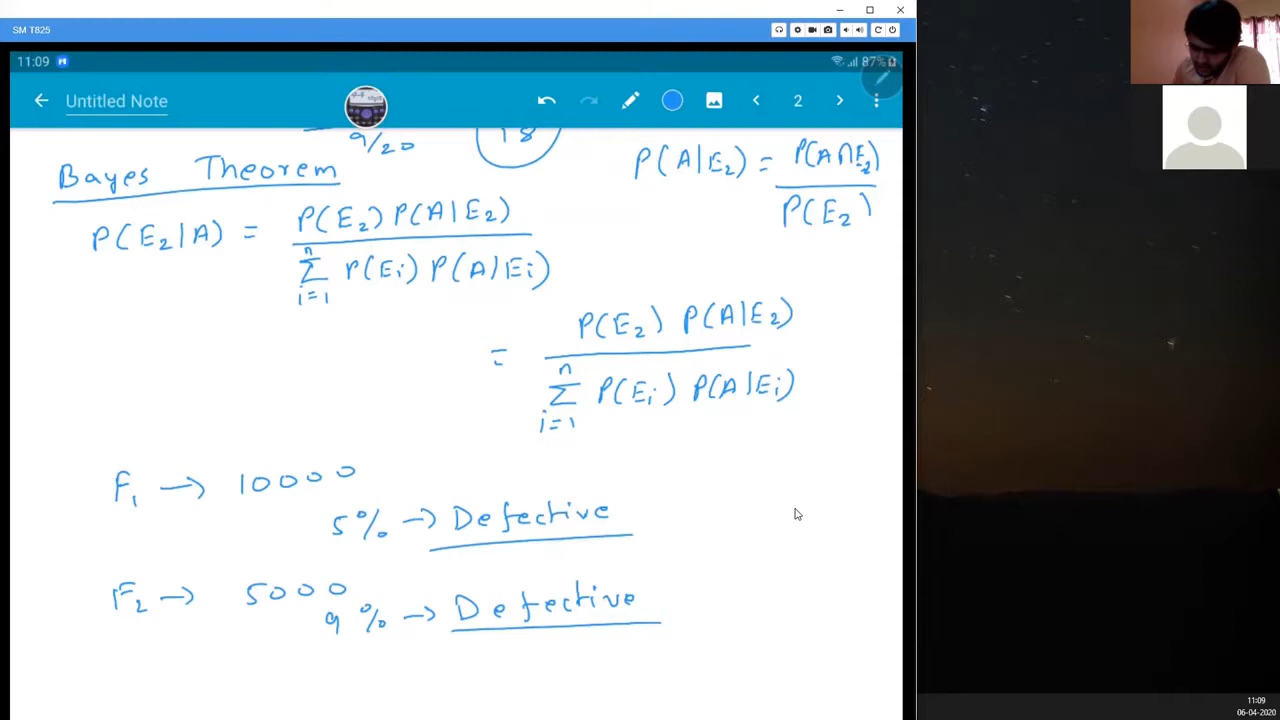 SM T825
11:09
87%
Untitled Note
2
9/20
18
Bayes Theorem
P(A|E₂) = P(A∩E₂)
P(E₂)
P(E₂|A) = P(E₂) P(A|E₂)
n
Σ P(Eᵢ) P(A|Eᵢ)
i=1
= P(E₂) P(A|E₂)
n
Σ P(Eᵢ) P(A|Eᵢ)
i=1
F₁ → 10000
5% → Defective
F₂ → 5000
9% → Defective
11:09
06-04-2020